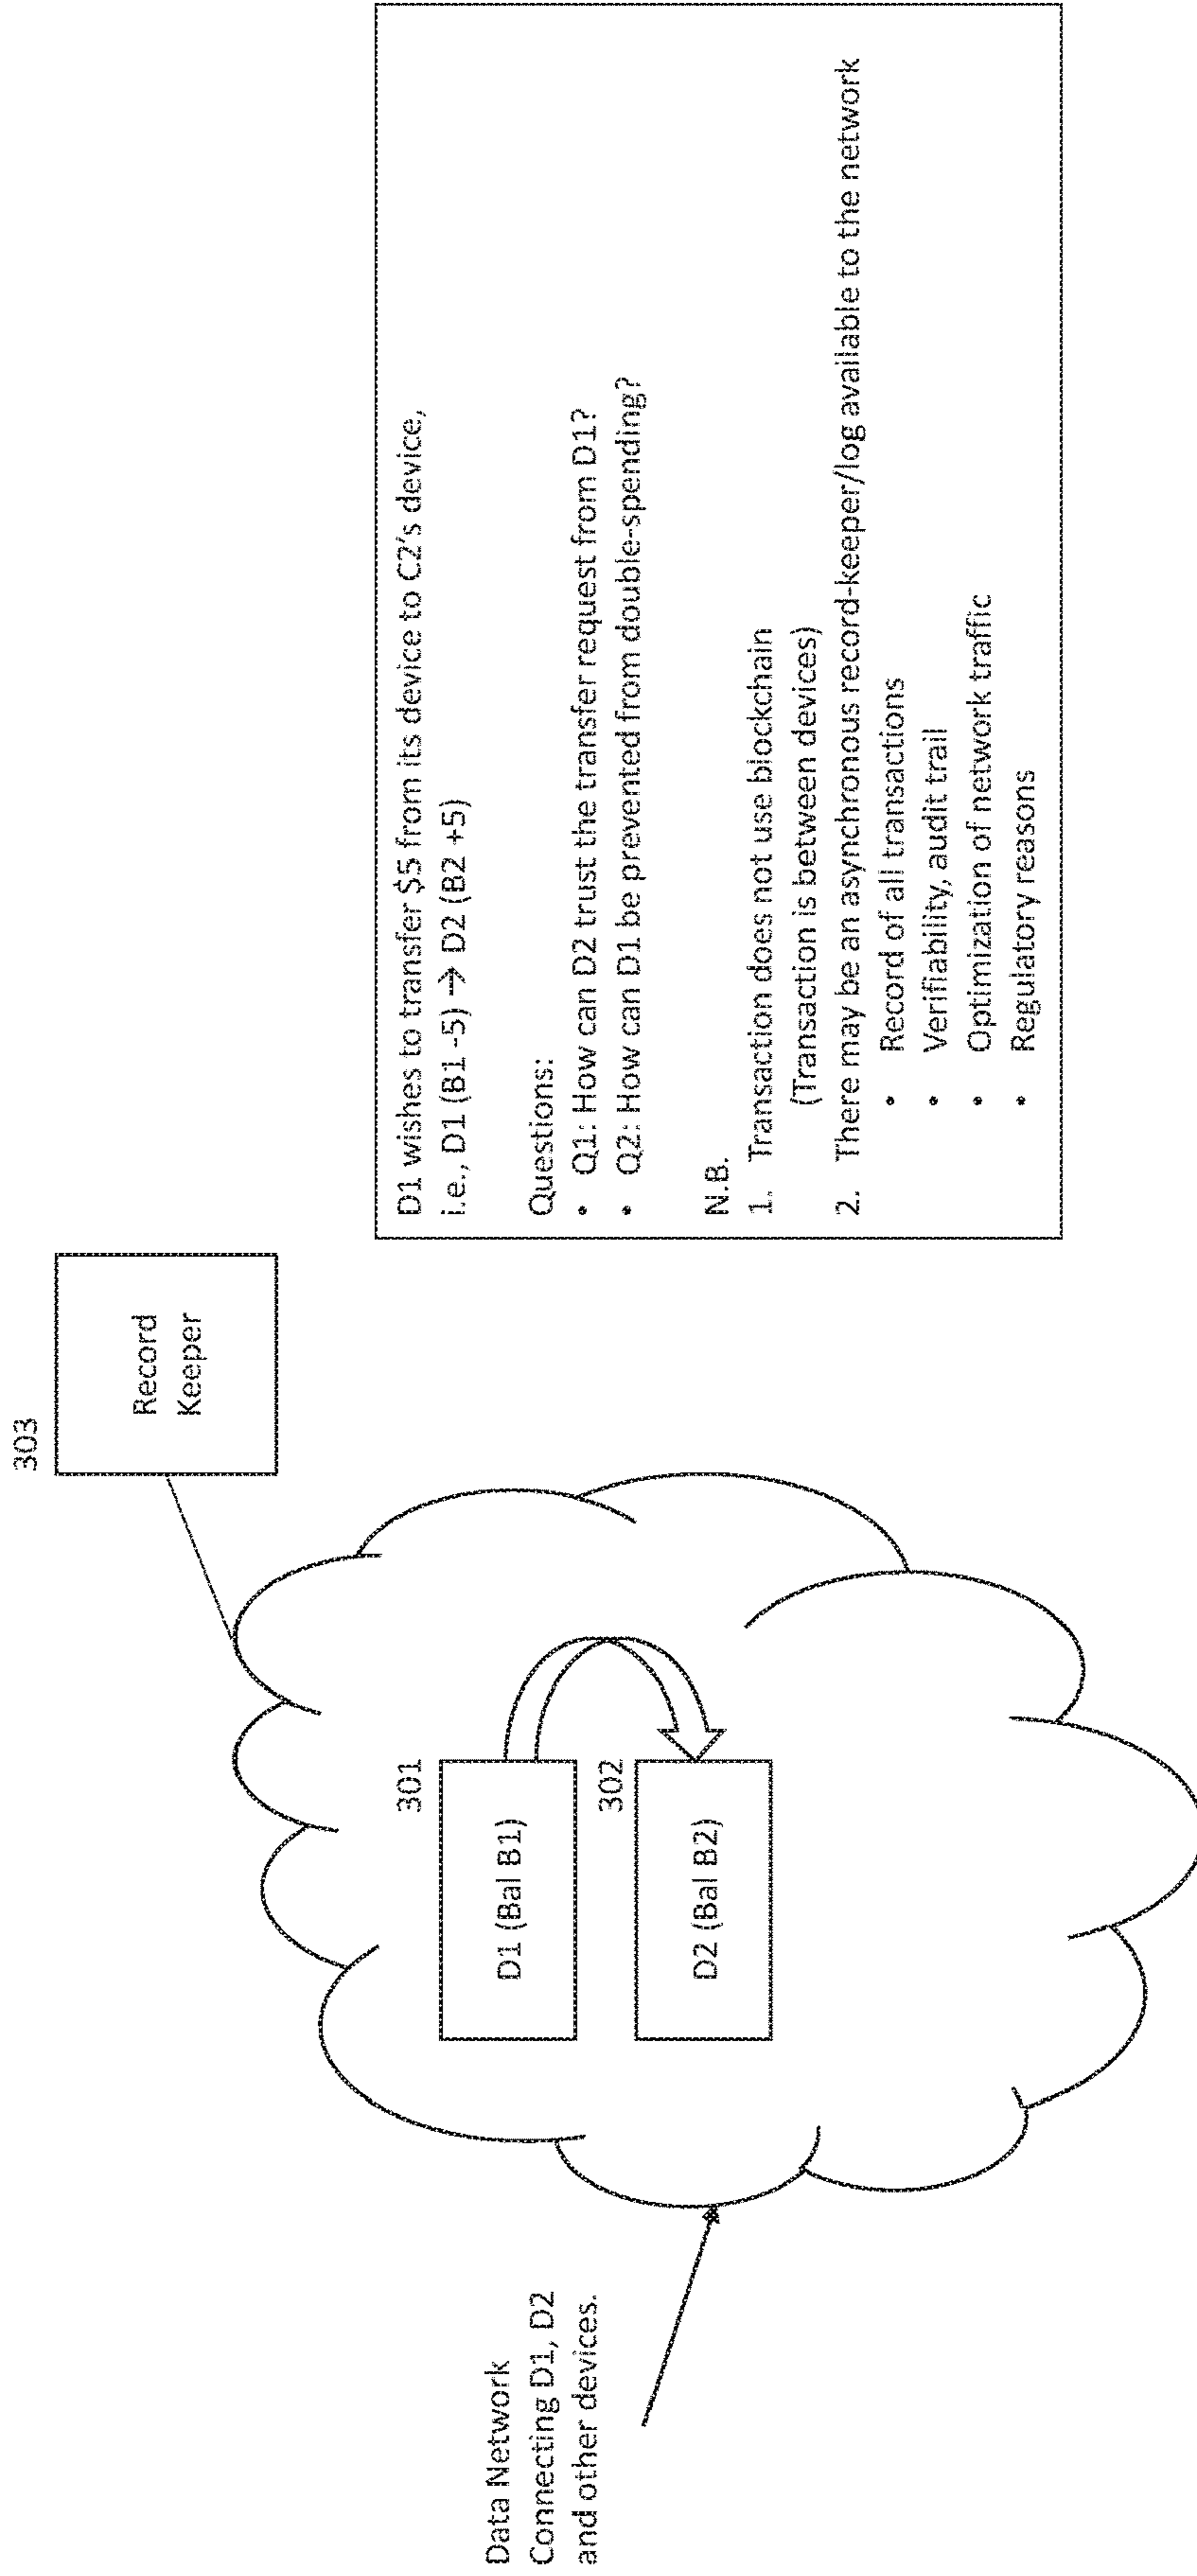 303
Record
Keeper
Data Network
Connecting D1, D2
and other devices.
301
D1 (Bal B1)
302
D2 (Bal B2)
D1 wishes to transfer $5 from its device to C2's device,
i.e., D1 (B1 -5) → D2 (B2 +5)
Questions:
• Q1: How can D2 trust the transfer request from D1?
• Q2: How can D1 be prevented from double-spending?
N.B.
1. Transaction does not use blockchain
(Transaction is between devices)
2. There may be an asynchronous record-keeper/log available to the network
• Record of all transactions
• Verifiability, audit trail
• Optimization of network traffic
• Regulatory reasons